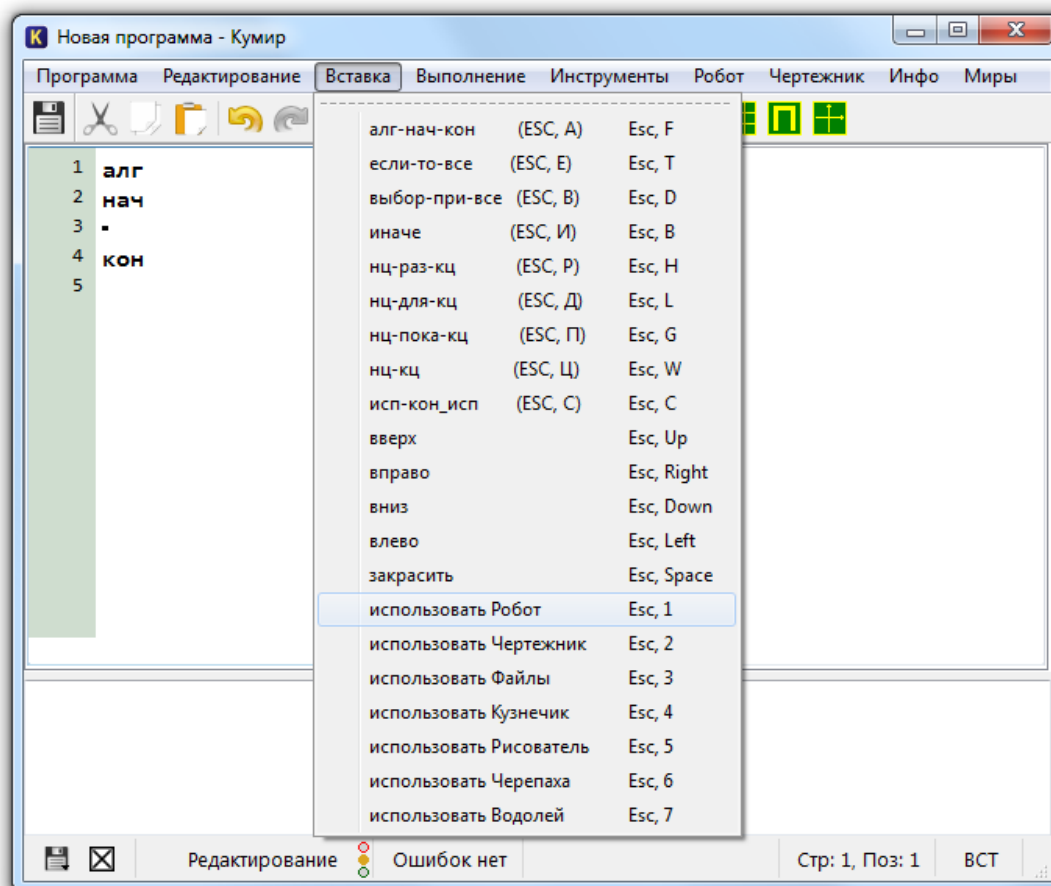 K Новая программа - Кумир
Программа Редактирование Вставка Выполнение Инструменты Робот Чертежник Инфо Миры
алг-нач-кон (ESC, А) Esc, F
если-то-все (ESC, Е) Esc, T
выбор-при-все (ESC, В) Esc, D
иначе (ESC, И) Esc, B
нц-раз-кц (ESC, Р) Esc, H
нц-для-кц (ESC, Д) Esc, L
нц-пока-кц (ESC, П) Esc, G
нц-кц (ESC, Ц) Esc, W
исп-кон_исп (ESC, С) Esc, C
вверх Esc, Up
вправо Esc, Right
вниз Esc, Down
влево Esc, Left
закрасить Esc, Space
использовать Робот Esc, 1
использовать Чертежник Esc, 2
использовать Файлы Esc, 3
использовать Кузнечик Esc, 4
использовать Рисователь Esc, 5
использовать Черепаха Esc, 6
использовать Водолей Esc, 7
1 алг
2 нач
3 ▪
4 кон
5
Редактирование Ошибок нет Стр: 1, Поз: 1 ВСТ